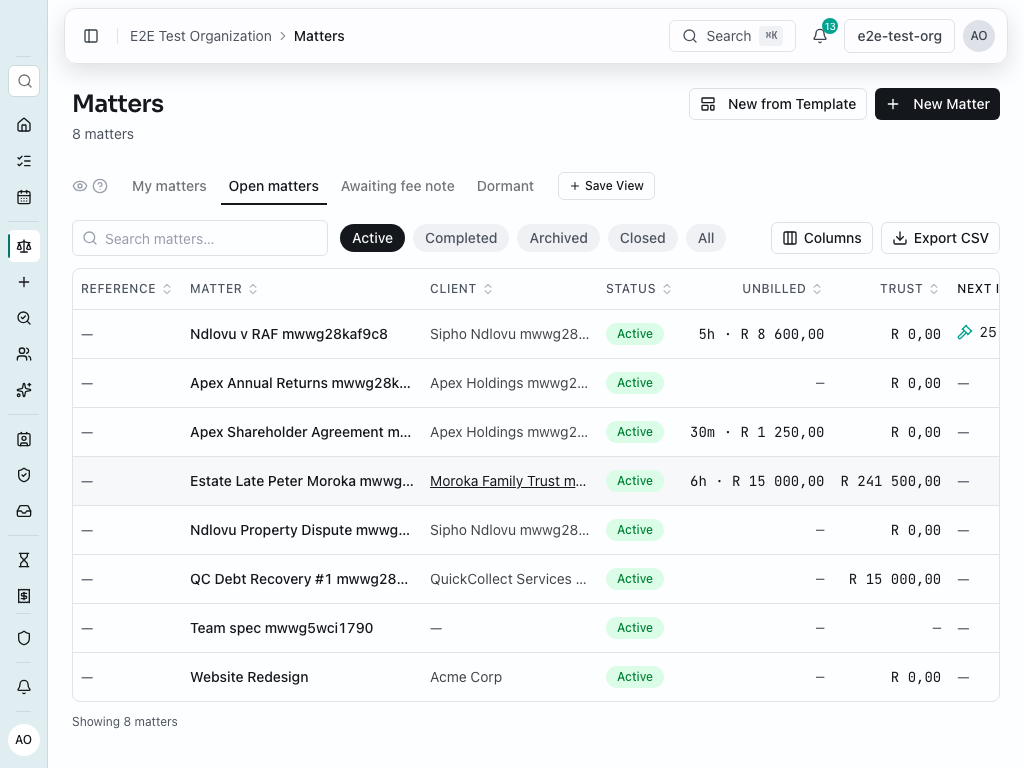 E2E Test Organization > Matters
Search ⌘K
13
e2e-test-org
AO
Matters
New from Template
+ New Matter
8 matters
My matters
Open matters
Awaiting fee note
Dormant
+ Save View
Search matters...
Active
Completed
Archived
Closed
All
Columns
Export CSV
REFERENCE MATTER CLIENT STATUS UNBILLED TRUST NEXT
— Ndlovu v RAF mwwg28kaf9c8 Sipho Ndlovu mwwg28... Active 5h · R 8 600,00 R 0,00 25
— Apex Annual Returns mwwg28k... Apex Holdings mwwg2... Active – R 0,00 —
— Apex Shareholder Agreement m... Apex Holdings mwwg2... Active 30m · R 1 250,00 R 0,00 —
— Estate Late Peter Moroka mwwg... Moroka Family Trust m... Active 6h · R 15 000,00 R 241 500,00 —
— Ndlovu Property Dispute mwwg... Sipho Ndlovu mwwg28... Active – R 0,00 —
— QC Debt Recovery #1 mwwg28... QuickCollect Services ... Active – R 15 000,00 —
— Team spec mwwg5wci1790 — Active – – —
— Website Redesign Acme Corp Active – R 0,00 —
Showing 8 matters
AO